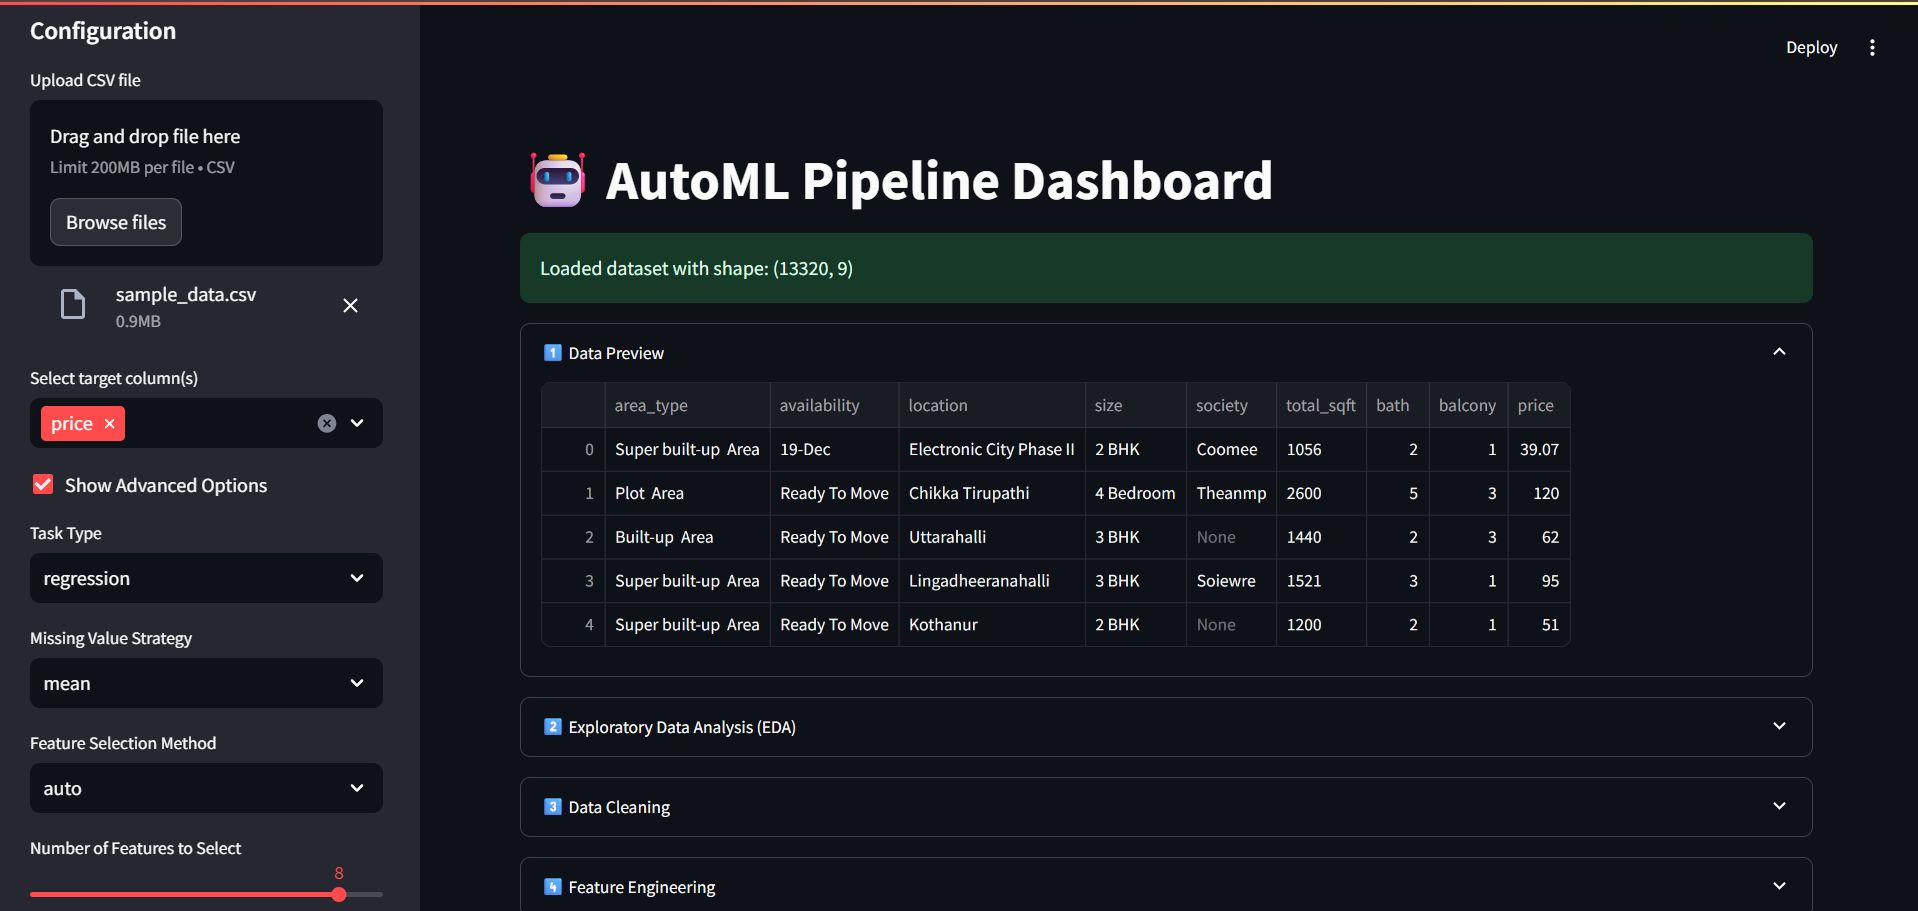 Configuration
Upload CSV file
Drag and drop file here
Limit 200MB per file • CSV
Browse files
sample_data.csv
0.9MB
Select target column(s)
price
Show Advanced Options
Task Type
regression
Missing Value Strategy
mean
Feature Selection Method
auto
Number of Features to Select
8
Deploy
AutoML Pipeline Dashboard
Loaded dataset with shape: (13320, 9)
1 Data Preview
area_type availability location size society total_sqft bath balcony price
0 Super built-up Area 19-Dec Electronic City Phase II 2 BHK Coomee 1056 2 1 39.07
1 Plot Area Ready To Move Chikka Tirupathi 4 Bedroom Theanmp 2600 5 3 120
2 Built-up Area Ready To Move Uttarahalli 3 BHK None 1440 2 3 62
3 Super built-up Area Ready To Move Lingadheeranahalli 3 BHK Soiewre 1521 3 1 95
4 Super built-up Area Ready To Move Kothanur 2 BHK None 1200 2 1 51
2 Exploratory Data Analysis (EDA)
3 Data Cleaning
4 Feature Engineering